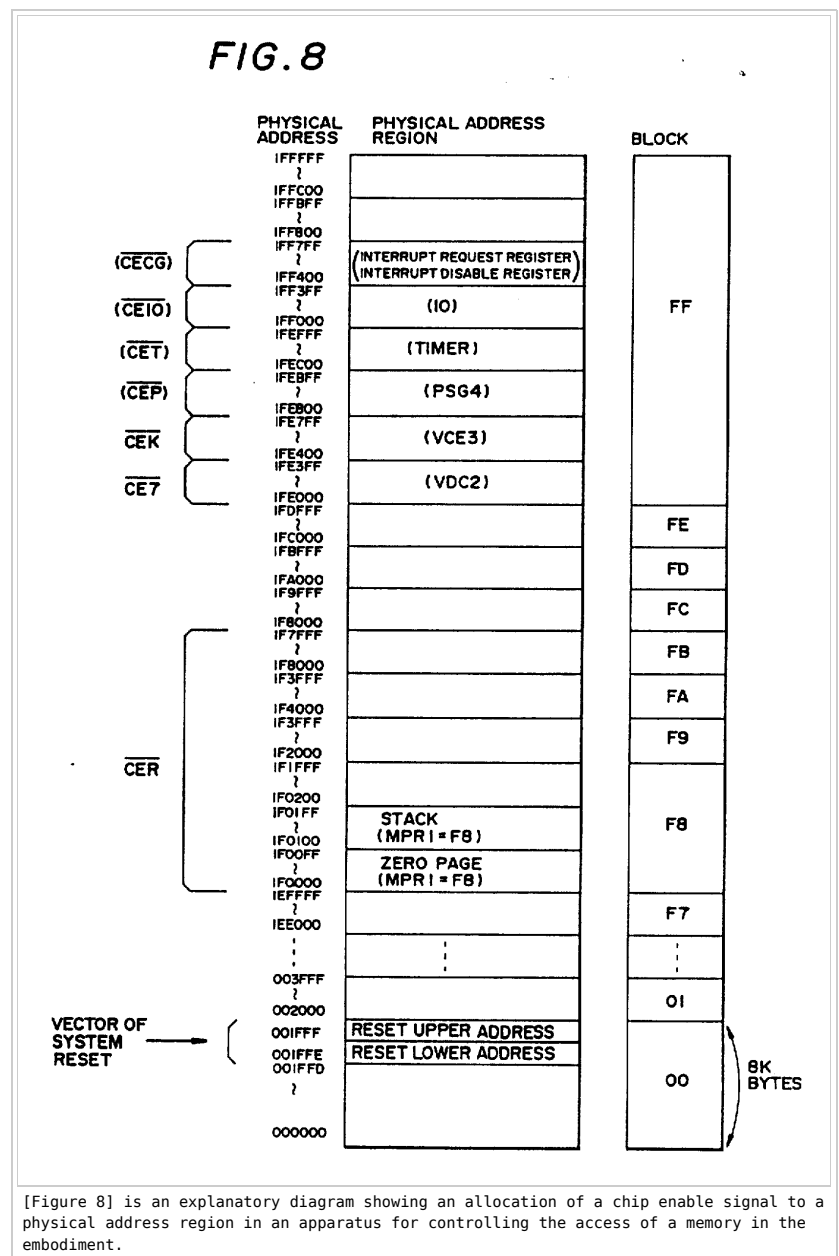 FIG. 8
PHYSICAL ADDRESS
PHYSICAL ADDRESS REGION
BLOCK
1FFFFF
≀
1FFC00
1FFBFF
≀
1FF800
1FF7FF
≀
1FF400
(CECG)
(INTERRUPT REQUEST REGISTER
INTERRUPT DISABLE REGISTER)
1FF3FF
≀
1FF000
(CEIO)
(IO)
FF
1FEFFF
≀
1FEC00
(CET)
(TIMER)
1FEBFF
≀
1FE800
(CEP)
(PSG4)
1FE7FF
≀
1FE400
CEK
(VCE3)
1FE3FF
≀
1FE000
CE7
(VDC2)
1FDFFF
≀
1FC000
FE
1FBFFF
≀
1FA000
FD
1F9FFF
≀
1F8000
FC
1F7FFF
≀
1F8000
FB
1F3FFF
≀
1F4000
FA
1F3FFF
≀
1F2000
F9
CER
1F1FFF
≀
1F0200
F8
1F01FF
≀
1F0100
STACK
(MPR1=F8)
1F00FF
≀
1F0000
ZERO PAGE
(MPR1=F8)
1EFFFF
≀
1EE000
F7
003FFF
≀
002000
01
VECTOR OF
SYSTEM
RESET
001FFF
RESET UPPER ADDRESS
001FFE
RESET LOWER ADDRESS
001FFD
≀
000000
00
8K
BYTES
[Figure 8] is an explanatory diagram showing an allocation of a chip enable signal to a
physical address region in an apparatus for controlling the access of a memory in the
embodiment.